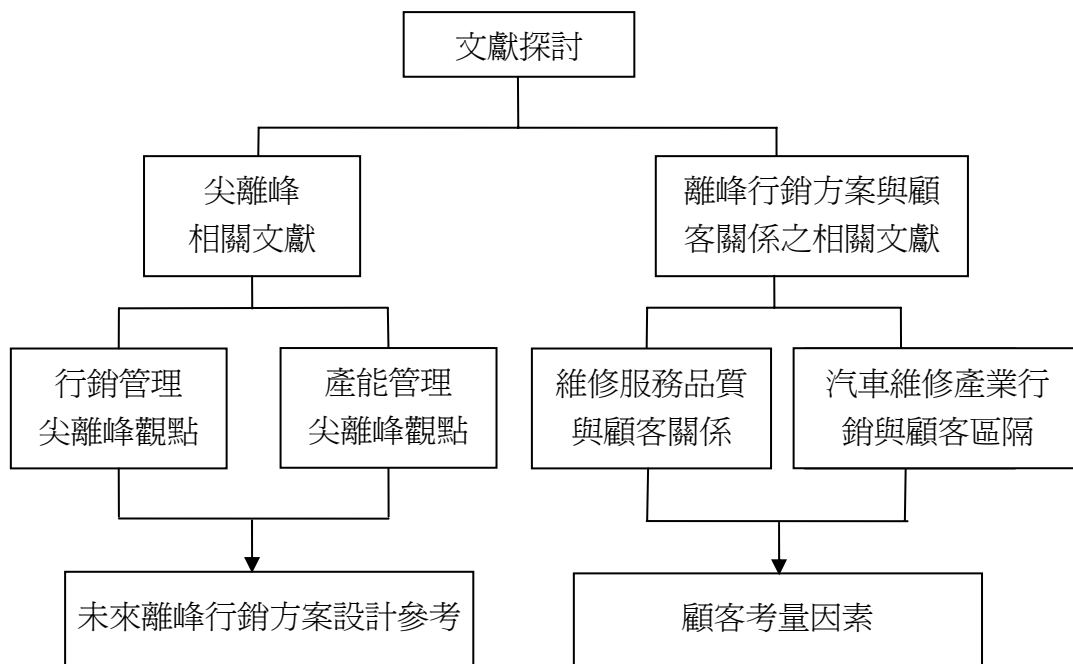 文獻探討
尖離峰
相關文獻
離峰行銷方案與顧
客關係之相關文獻
行銷管理
尖離峰觀點
產能管理
尖離峰觀點
維修服務品質
與顧客關係
汽車維修產業行
銷與顧客區隔
未來離峰行銷方案設計參考
顧客考量因素